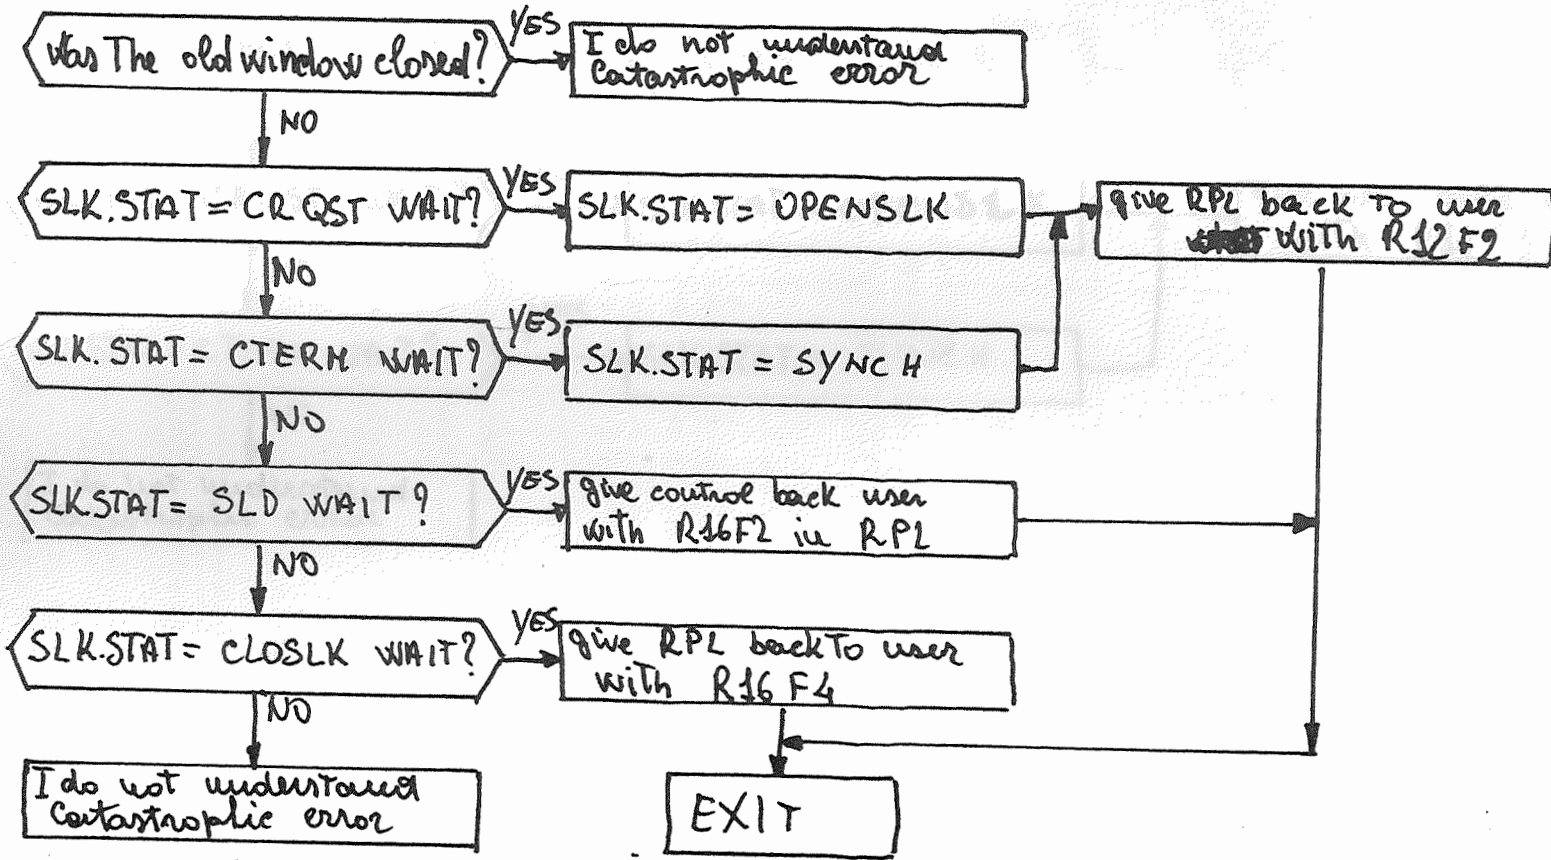 Was The old window closed?
YES
I do not understand
Catastrophic error
NO
SLK.STAT = CRQST WAIT?
YES
SLK.STAT = OPENSLK
give RPL back to user
with R12F2
NO
SLK.STAT = CTERM WAIT?
YES
SLK.STAT = SYNCH
NO
SLK.STAT = SLD WAIT?
YES
give control back user
with R16F2 in RPL
NO
SLK.STAT = CLOSLK WAIT?
YES
give RPL back to user
with R16F4
NO
I do not understand
Catastrophic error
EXIT